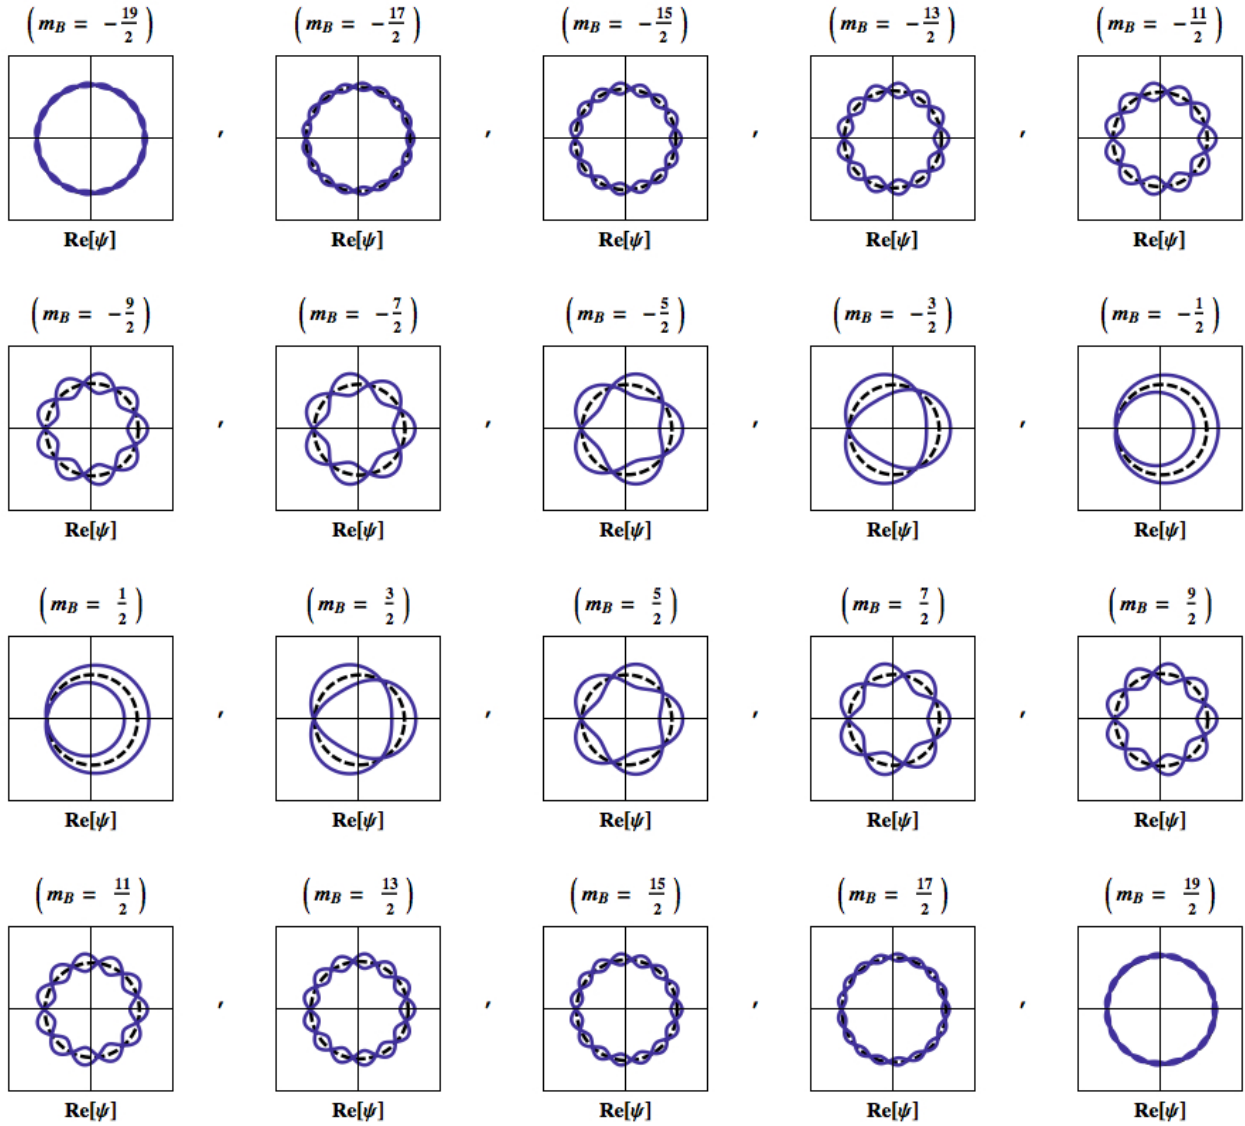 ( m_B = -19/2 ) ( m_B = -17/2 ) ( m_B = -15/2 ) ( m_B = -13/2 ) ( m_B = -11/2 )
, , , ,
Re[ψ] Re[ψ] Re[ψ] Re[ψ] Re[ψ]
( m_B = -9/2 ) ( m_B = -7/2 ) ( m_B = -5/2 ) ( m_B = -3/2 ) ( m_B = -1/2 )
, , , ,
Re[ψ] Re[ψ] Re[ψ] Re[ψ] Re[ψ]
( m_B = 1/2 ) ( m_B = 3/2 ) ( m_B = 5/2 ) ( m_B = 7/2 ) ( m_B = 9/2 )
, , , ,
Re[ψ] Re[ψ] Re[ψ] Re[ψ] Re[ψ]
( m_B = 11/2 ) ( m_B = 13/2 ) ( m_B = 15/2 ) ( m_B = 17/2 ) ( m_B = 19/2 )
, , , ,
Re[ψ] Re[ψ] Re[ψ] Re[ψ] Re[ψ]